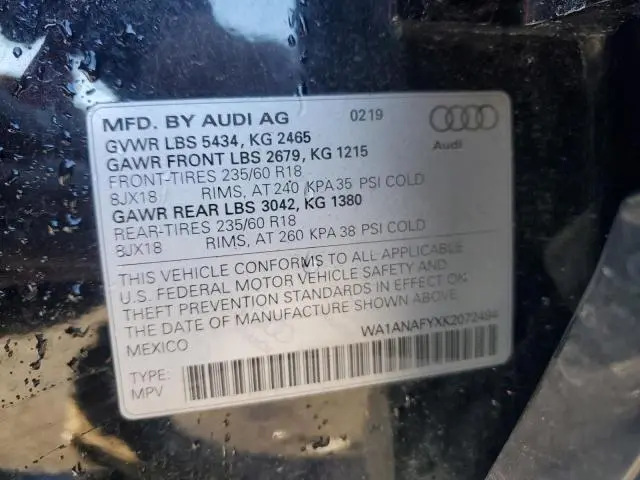 MFD. BY AUDI AG 0219
GVWR LBS 5434, KG 2465
Audi
GAWR FRONT LBS 2679, KG 1215
FRONT-TIRES 235/60 R18
8JX18 RIMS, AT 240 KPA 35 PSI COLD
GAWR REAR LBS 3042, KG 1380
REAR-TIRES 235/60 R18
8JX18 RIMS, AT 260 KPA 38 PSI COLD
THIS VEHICLE CONFORMS TO ALL APPLICABLE
U.S. FEDERAL MOTOR VEHICLE SAFETY AND
THEFT PREVENTION STANDARDS IN EFFECT ON
THE DATE OF MANUFACTURE SHOWN ABOVE.
MEXICO WA1ANAFYXK2072484
TYPE:
MPV